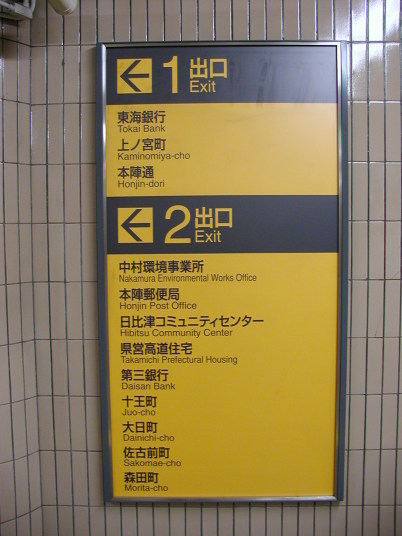 ← 1 出口
Exit
東海銀行
Tokai Bank
上ノ宮町
Kaminomiya-cho
本陣通
Honjin-dori
← 2 出口
Exit
中村環境事業所
Nakamura Environmental Works Office
本陣郵便局
Honjin Post Office
日比津コミュニティセンター
Hibitsu Community Center
県営高道住宅
Takamichi Prefectural Housing
第三銀行
Daisan Bank
十王町
Juo-cho
大日町
Dainichi-cho
佐古前町
Sakomae-cho
森田町
Morita-cho